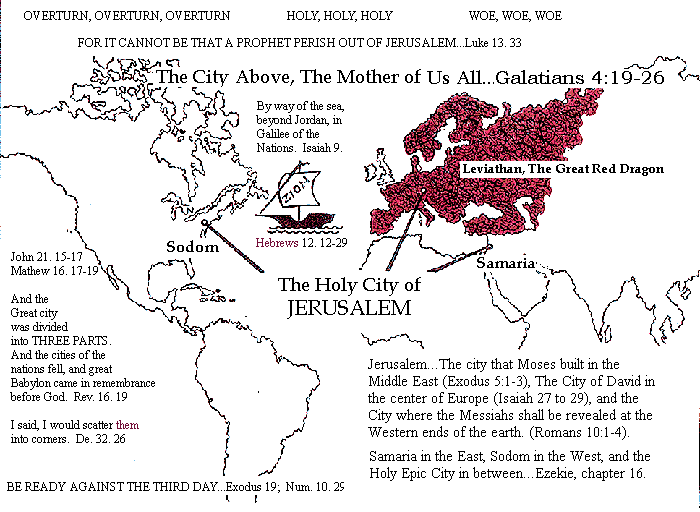 OVERTURN, OVERTURN, OVERTURN HOLY, HOLY, HOLY WOE, WOE, WOE
FOR IT CANNOT BE THAT A PROPHET PERISH OUT OF JERUSALEM...Luke 13. 33
The City Above, The Mother of Us All...Galatians 4:19-26
By way of the sea,
beyond Jordan, in
Galilee of the
Nations. Isaiah 9.
Leviathan, The Great Red Dragon
ZION
Hebrews 12. 12-29
Sodom
Samaria
The Holy City of
JERUSALEM
John 21. 15-17
Mathew 16. 17-19
And the
Great city
was divided
into THREE PARTS.
And the cities of the
nations fell, and great
Babylon came in remembrance
before God. Rev. 16. 19
I said, I would scatter them
into corners. De. 32. 26
Jerusalem...The city that Moses built in the
Middle East (Exodus 5:1-3), The City of David in
the center of Europe (Isaiah 27 to 29), and the
City where the Messiahs shall be revealed at the
Western ends of the earth. (Romans 10:1-4).
Samaria in the East, Sodom in the West, and the
Holy Epic City in between...Ezekie, chapter 16.
BE READY AGAINST THE THIRD DAY...Exodus 19; Num. 10. 29